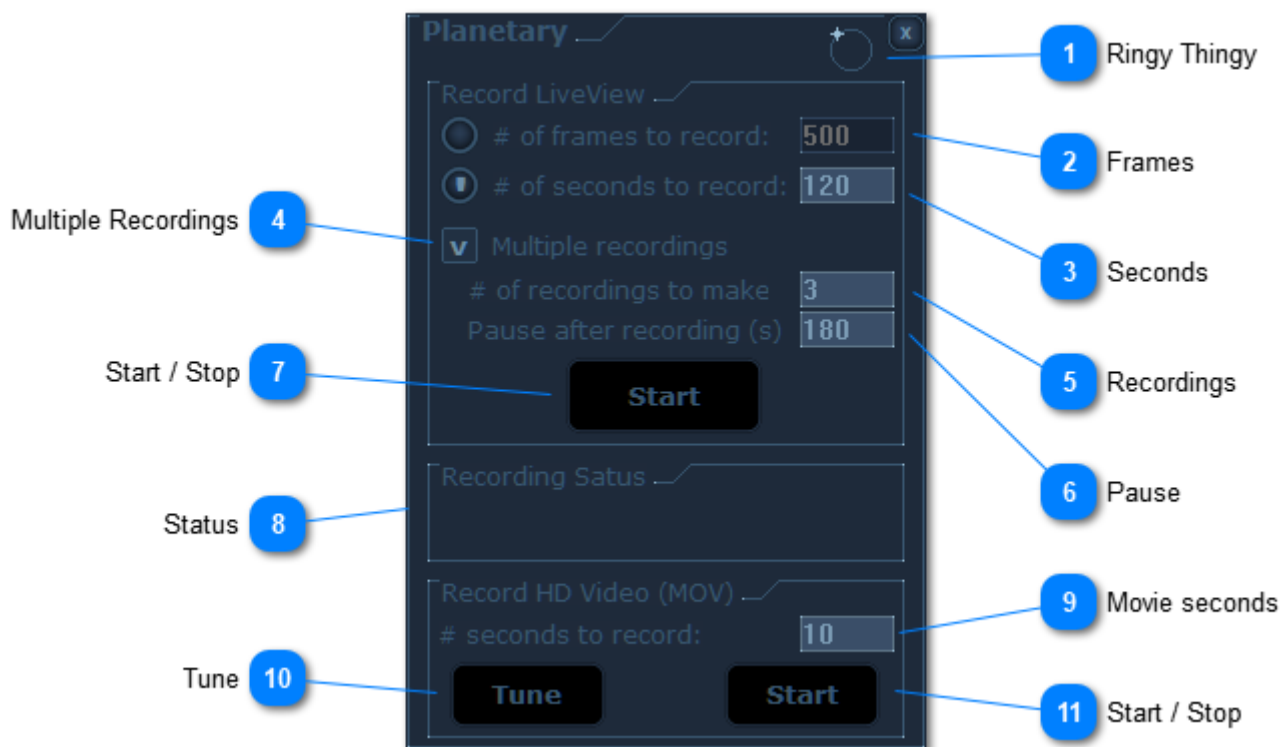 Planetary
x
1 Ringy Thingy
Record LiveView
# of frames to record: 500
2 Frames
# of seconds to record: 120
3 Seconds
Multiple Recordings 4
v Multiple recordings
# of recordings to make 3
5 Recordings
Pause after recording (s) 180
6 Pause
Start / Stop 7
Start
Recording Satus
Status 8
Record HD Video (MOV)
# seconds to record: 10
9 Movie seconds
Tune 10
Tune
Start
11 Start / Stop